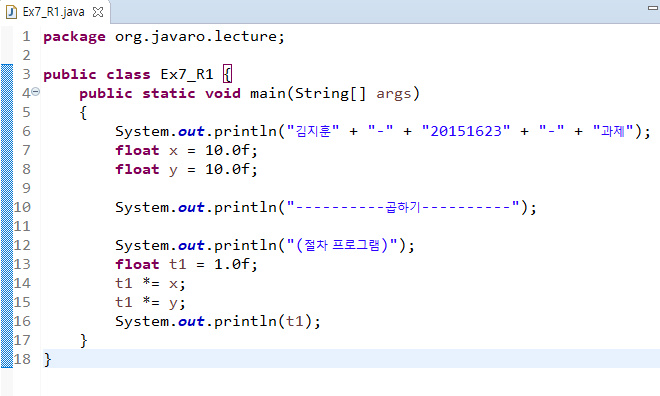 Ex7_R1.java
1 package org.javaro.lecture;
2
3 public class Ex7_R1 {
4     public static void main(String[] args)
5     {
6         System.out.println("김지훈" + "-" + "20151623" + "-" + "과제");
7         float x = 10.0f;
8         float y = 10.0f;
9
10         System.out.println("----------곱하기----------");
11
12         System.out.println("(절차 프로그램)");
13         float t1 = 1.0f;
14         t1 *= x;
15         t1 *= y;
16         System.out.println(t1);
17     }
18 }